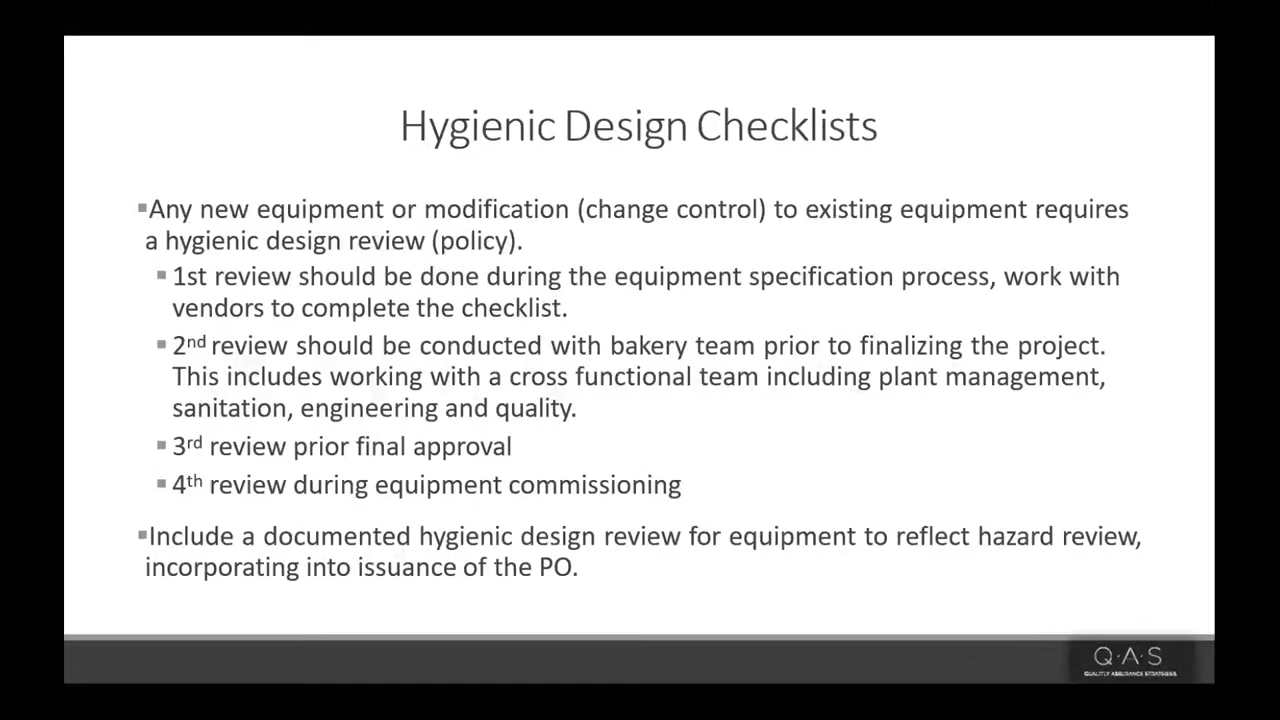 Hygienic Design Checklists
▪Any new equipment or modification (change control) to existing equipment requires
a hygienic design review (policy).
▪1st review should be done during the equipment specification process, work with
vendors to complete the checklist.
▪2nd review should be conducted with bakery team prior to finalizing the project.
This includes working with a cross functional team including plant management,
sanitation, engineering and quality.
▪3rd review prior final approval
▪4th review during equipment commissioning
▪Include a documented hygienic design review for equipment to reflect hazard review,
incorporating into issuance of the PO.
Q·A·S
QUALITLY ASSURANCE STRATEGIES